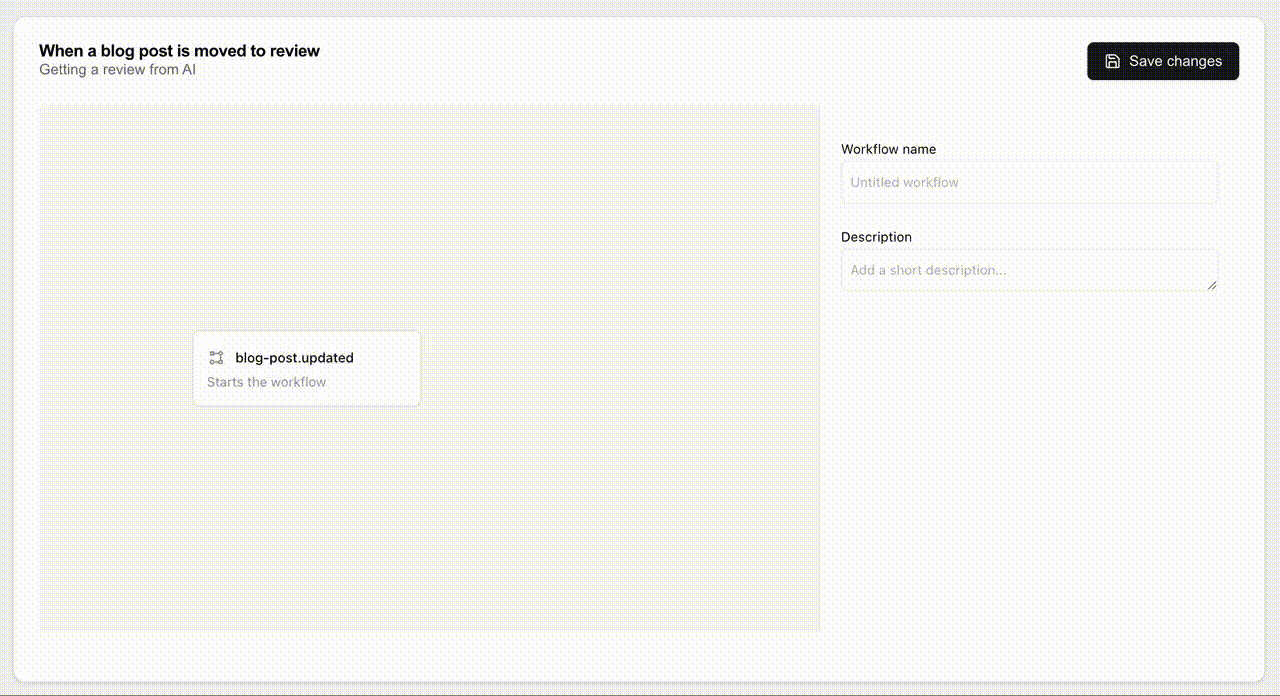 When a blog post is moved to review
Getting a review from AI
Save changes
Workflow name
Untitled workflow
Description
Add a short description...
blog-post.updated
Starts the workflow